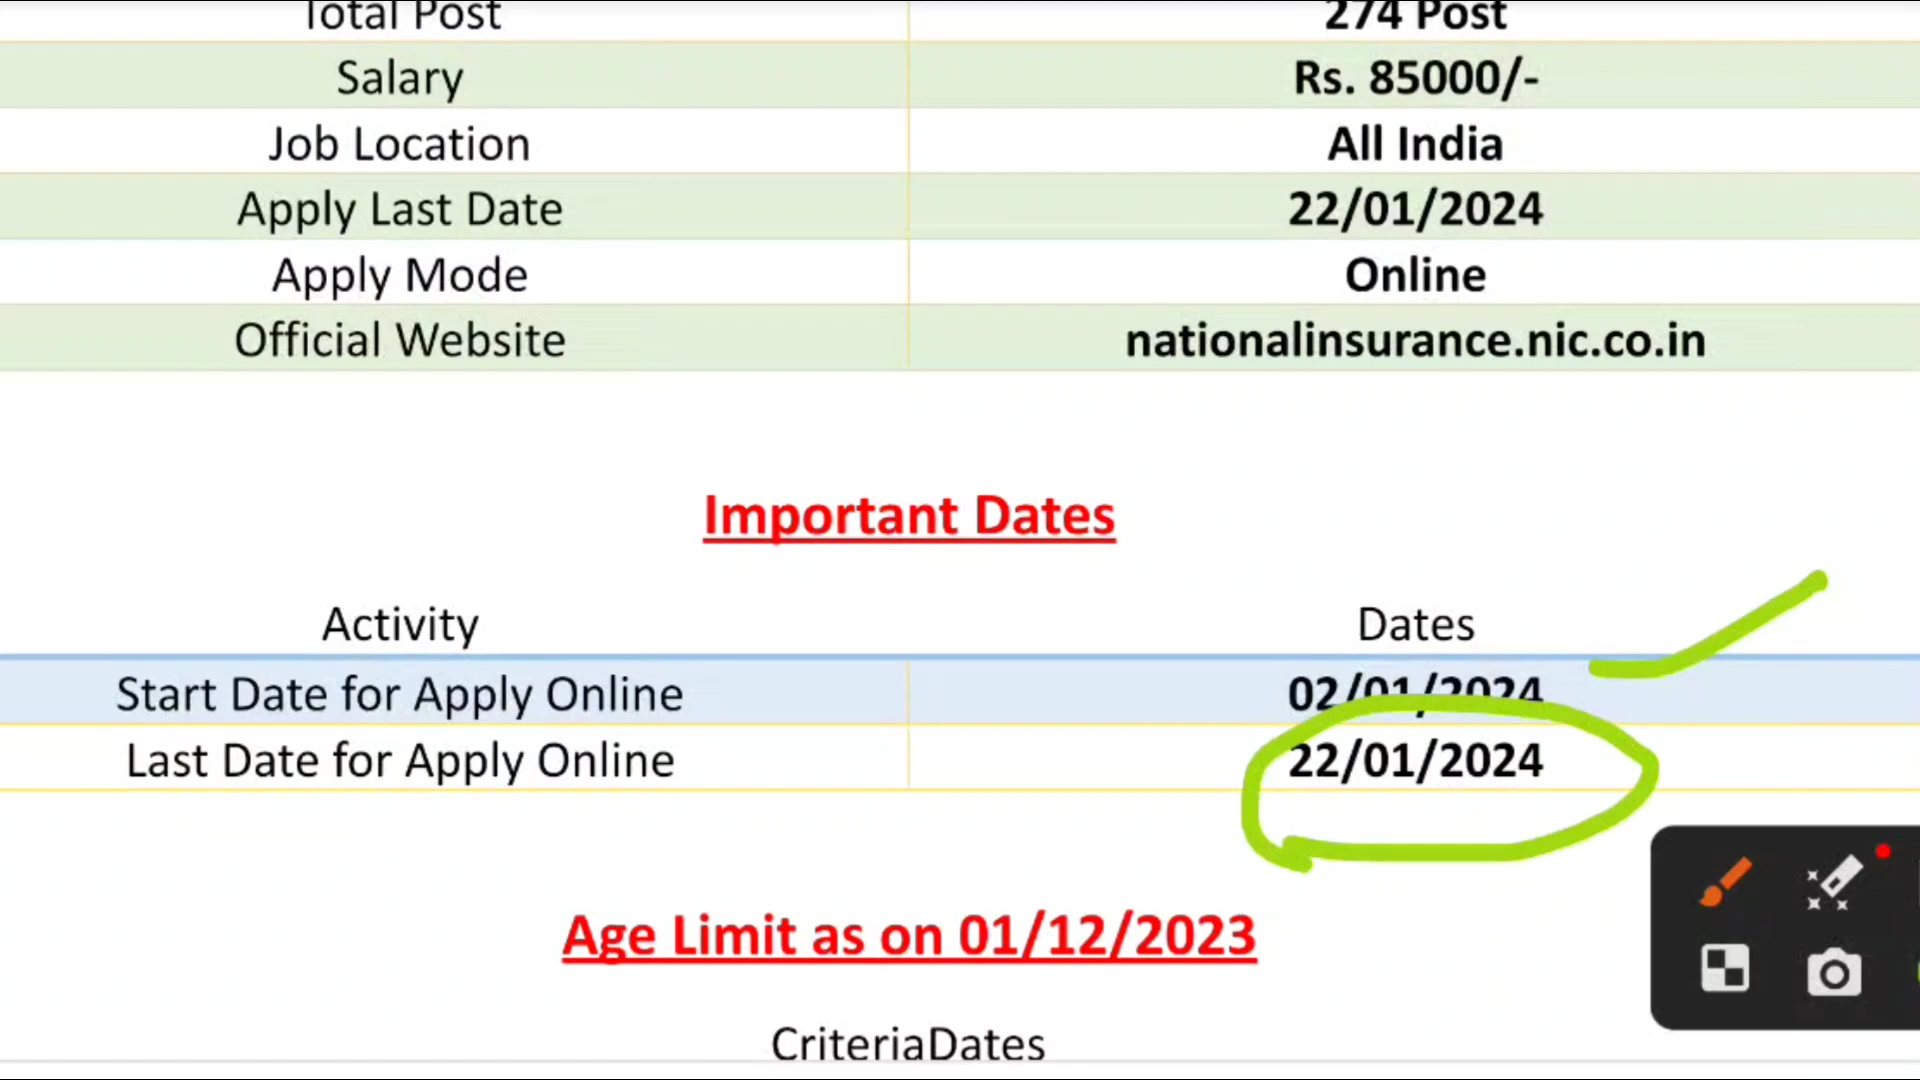 Total Post 274 Post
Salary Rs. 85000/-
Job Location All India
Apply Last Date 22/01/2024
Apply Mode Online
Official Website nationalinsurance.nic.co.in
Important Dates
Activity Dates
Start Date for Apply Online 02/01/2024
Last Date for Apply Online 22/01/2024
Age Limit as on 01/12/2023
CriteriaDates